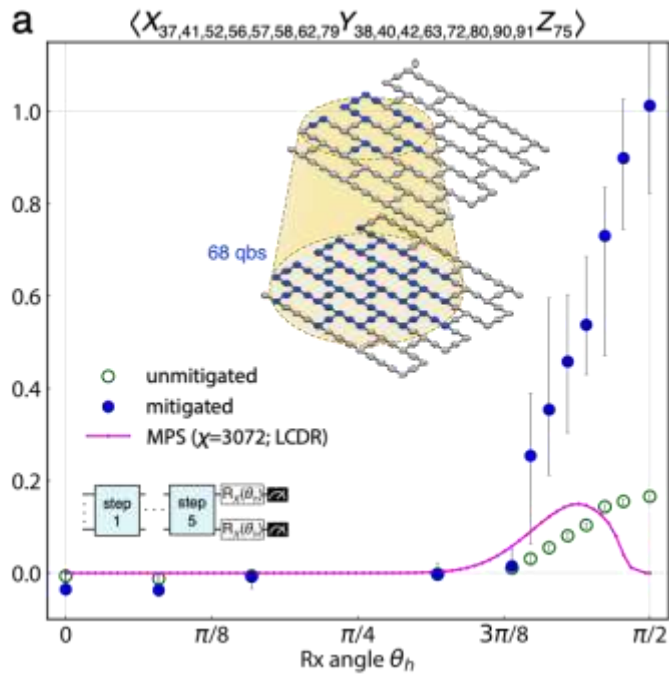 a
⟨X37,41,52,56,57,58,62,79Y38,40,42,63,72,80,90,91Z75⟩
1.0
0.8
68 qbs
0.6
unmitigated
0.4
mitigated
MPS (χ=3072; LCDR)
0.2
step 1
step 5
Rx(θh)
Rx(θh)
0.0
0
π/8
π/4
3π/8
π/2
Rx angle θh